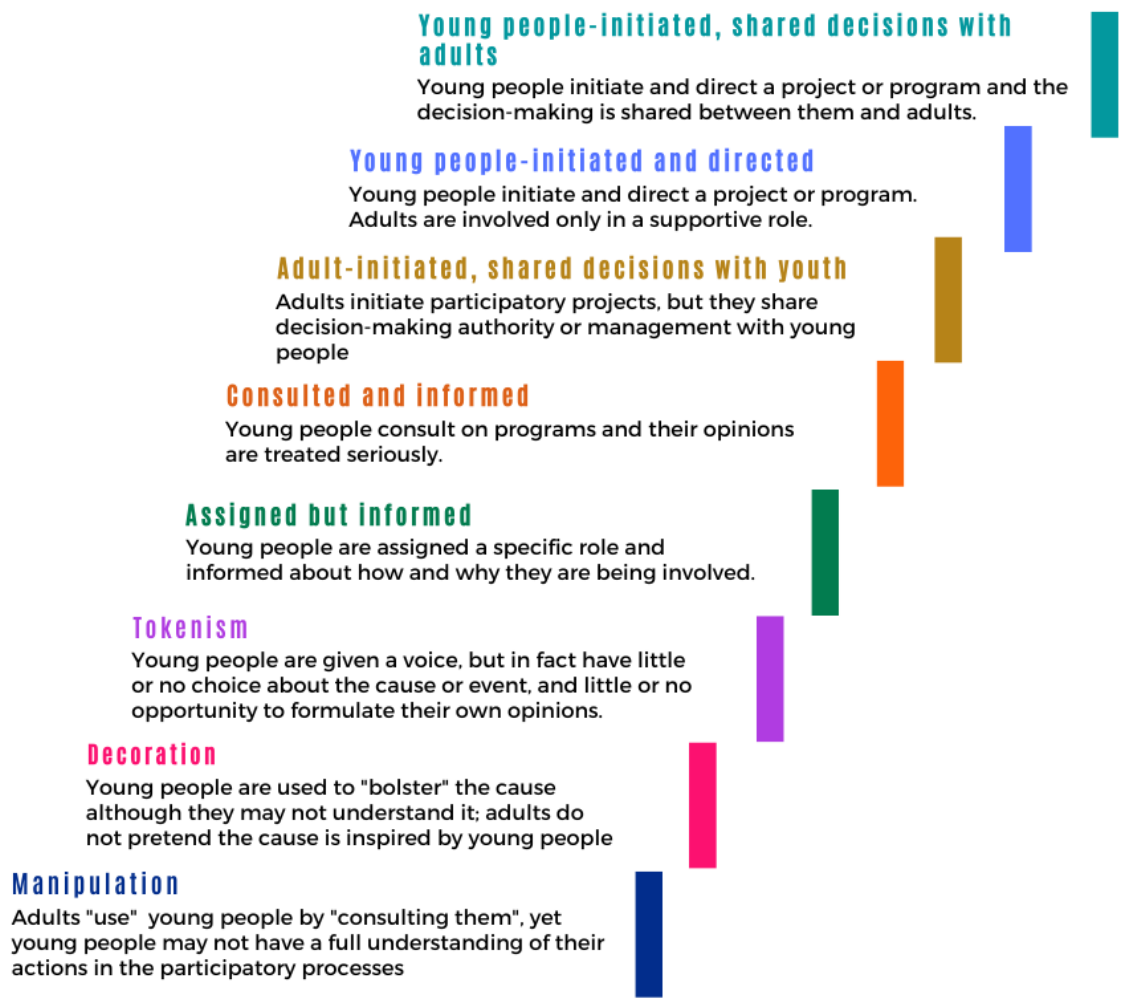 Young people-initiated, shared decisions with
adults
Young people initiate and direct a project or program and the
decision-making is shared between them and adults.
Young people-initiated and directed
Young people initiate and direct a project or program.
Adults are involved only in a supportive role.
Adult-initiated, shared decisions with youth
Adults initiate participatory projects, but they share
decision-making authority or management with young
people
Consulted and informed
Young people consult on programs and their opinions
are treated seriously.
Assigned but informed
Young people are assigned a specific role and
informed about how and why they are being involved.
Tokenism
Young people are given a voice, but in fact have little
or no choice about the cause or event, and little or no
opportunity to formulate their own opinions.
Decoration
Young people are used to "bolster" the cause
although they may not understand it; adults do
not pretend the cause is inspired by young people
Manipulation
Adults "use" young people by "consulting them", yet
young people may not have a full understanding of their
actions in the participatory processes